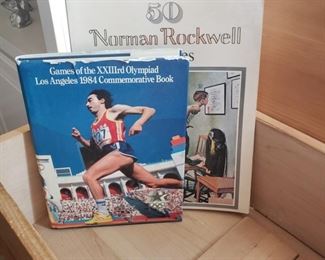 50
Norman Rockwell
Games of the XXIIIrd Olympiad
Los Angeles 1984 Commemorative Book